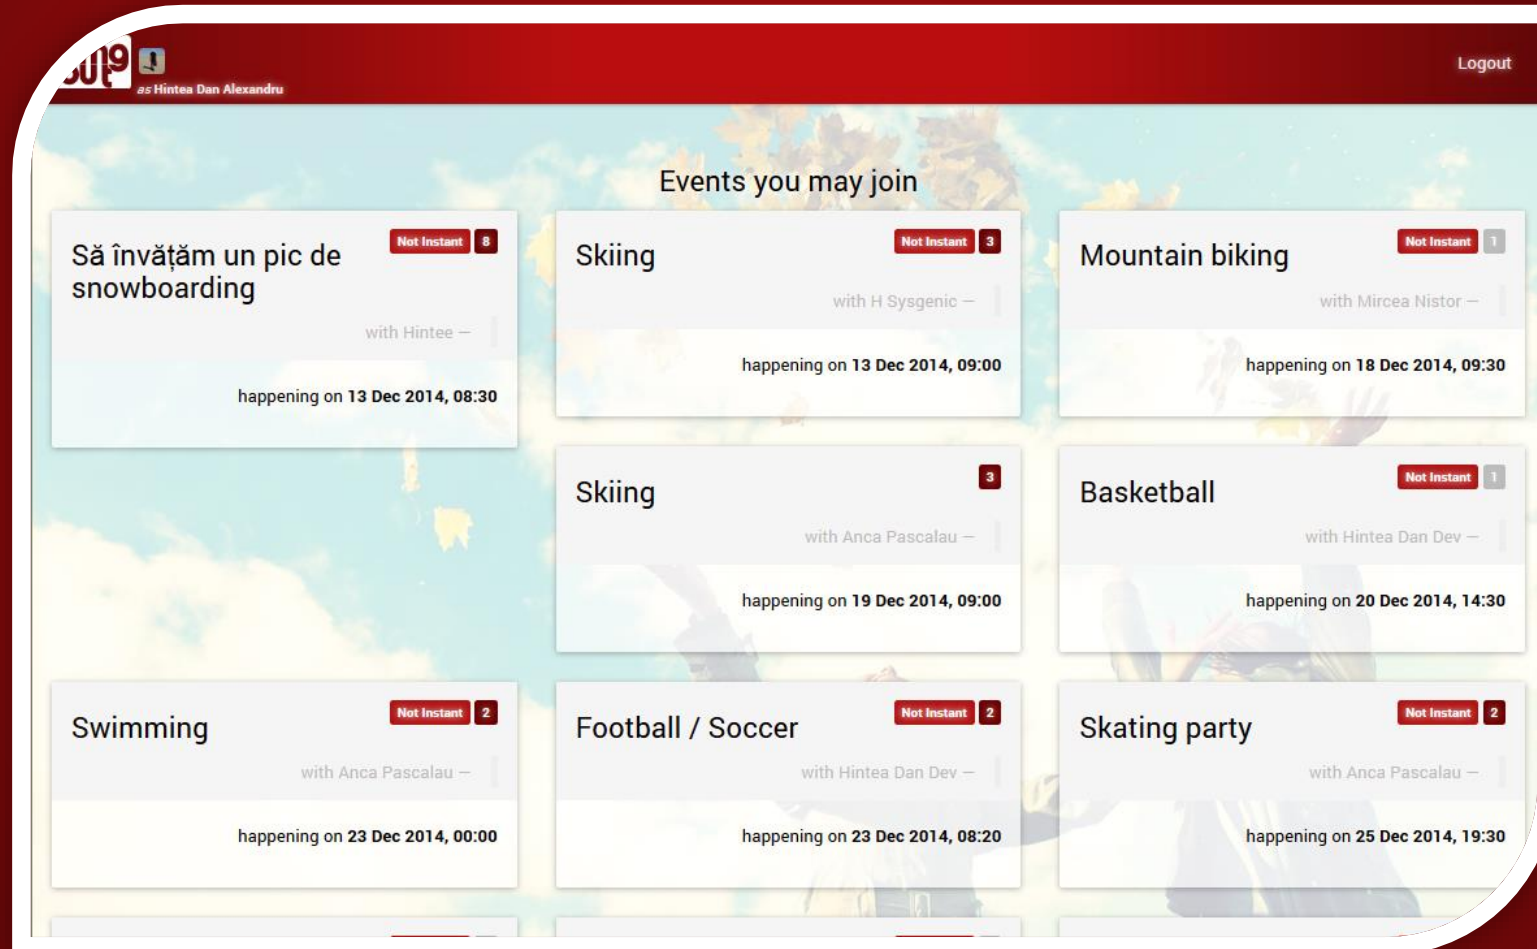 as Hintea Dan Alexandru
Logout
Events you may join
Să învățăm un pic de
snowboarding
Not Instant 8
with Hintee —
happening on 13 Dec 2014, 08:30
Skiing
Not Instant 3
with H Sysgenic —
happening on 13 Dec 2014, 09:00
Mountain biking
Not Instant 1
with Mircea Nistor —
happening on 18 Dec 2014, 09:30
Skiing
3
with Anca Pascalau —
happening on 19 Dec 2014, 09:00
Basketball
Not Instant 1
with Hintea Dan Dev —
happening on 20 Dec 2014, 14:30
Swimming
Not Instant 2
with Anca Pascalau —
happening on 23 Dec 2014, 00:00
Football / Soccer
Not Instant 2
with Hintea Dan Dev —
happening on 23 Dec 2014, 08:20
Skating party
Not Instant 2
with Anca Pascalau —
happening on 25 Dec 2014, 19:30